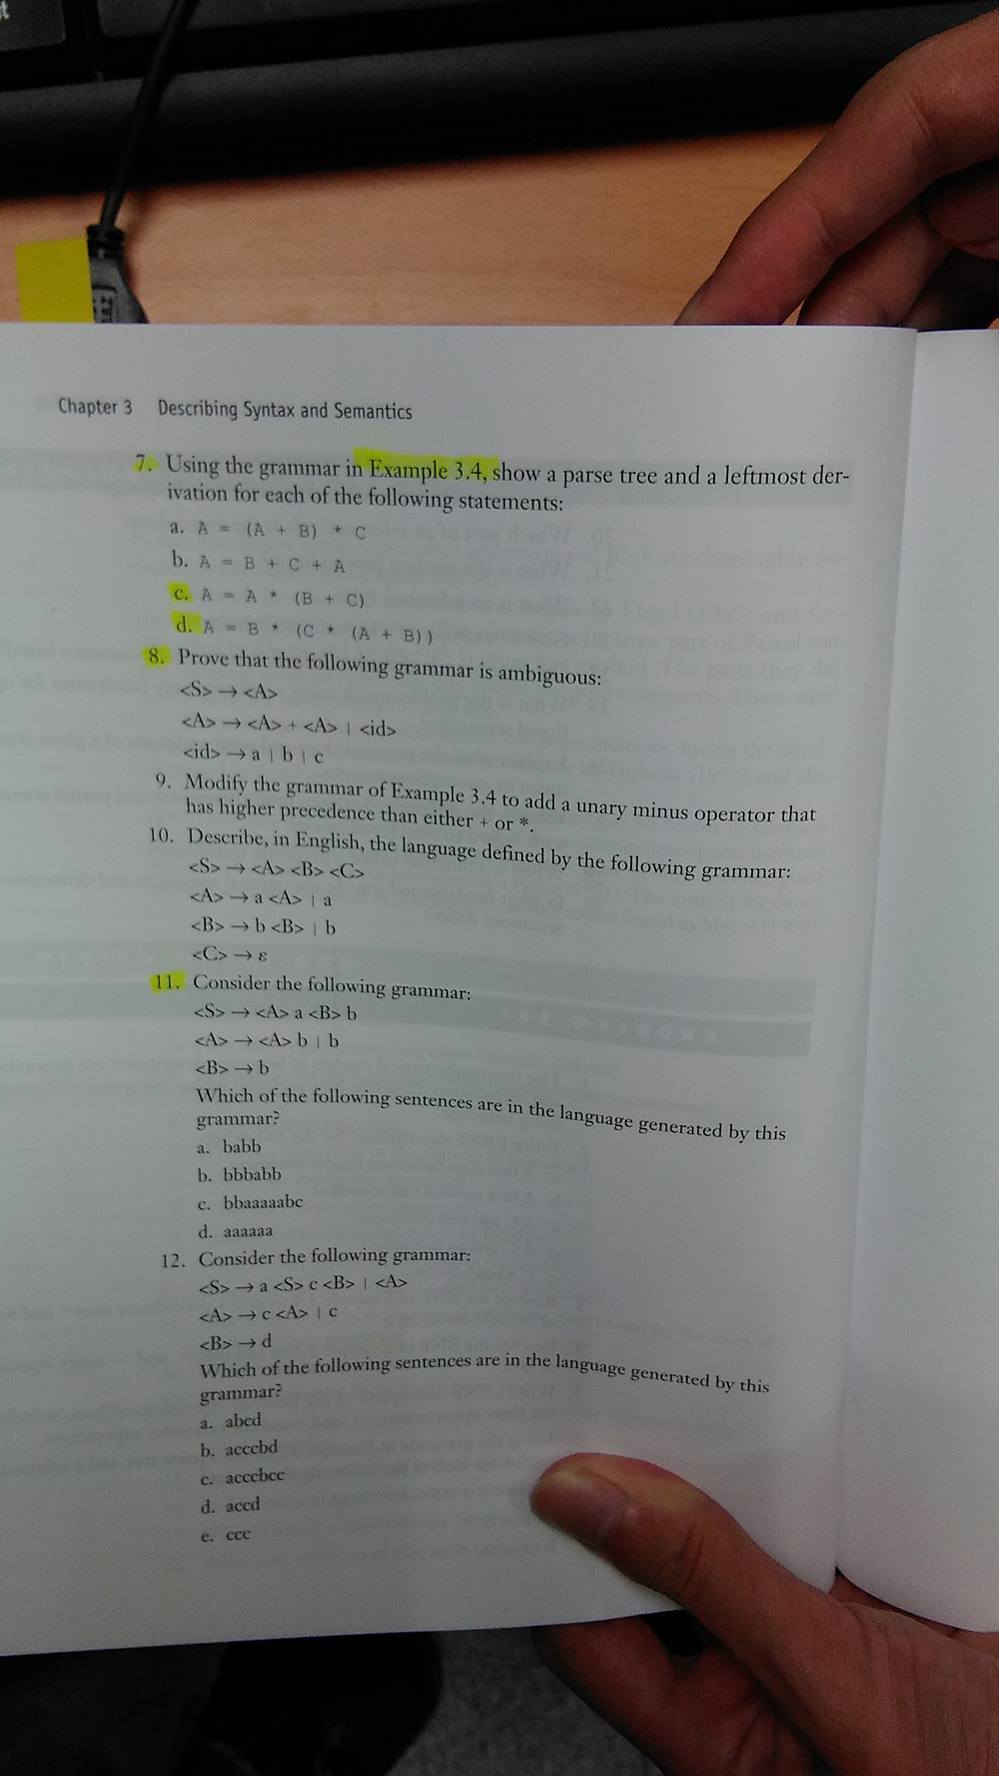 Chapter 3 Describing Syntax and Semantics
7. Using the grammar in Example 3.4, show a parse tree and a leftmost der-
ivation for each of the following statements:
a. A = (A + B) * C
b. A = B + C + A
c. A = A * (B + C)
d. A = B * (C * (A + B))
8. Prove that the following grammar is ambiguous:
<S> → <A>
<A> → <A> + <A> | <id>
<id> → a | b | c
9. Modify the grammar of Example 3.4 to add a unary minus operator that
has higher precedence than either + or *.
10. Describe, in English, the language defined by the following grammar:
<S> → <A> <B> <C>
<A> → a <A> | a
<B> → b <B> | b
<C> → ε
11. Consider the following grammar:
<S> → <A> a <B> b
<A> → <A> b | b
<B> → b
Which of the following sentences are in the language generated by this
grammar?
a. babb
b. bbbabb
c. bbaaaaabc
d. aaaaaa
12. Consider the following grammar:
<S> → a <S> c <B> | <A>
<A> → c <A> | c
<B> → d
Which of the following sentences are in the language generated by this
grammar?
a. abcd
b. acccbd
c. acccbcc
d. accd
e. ccc